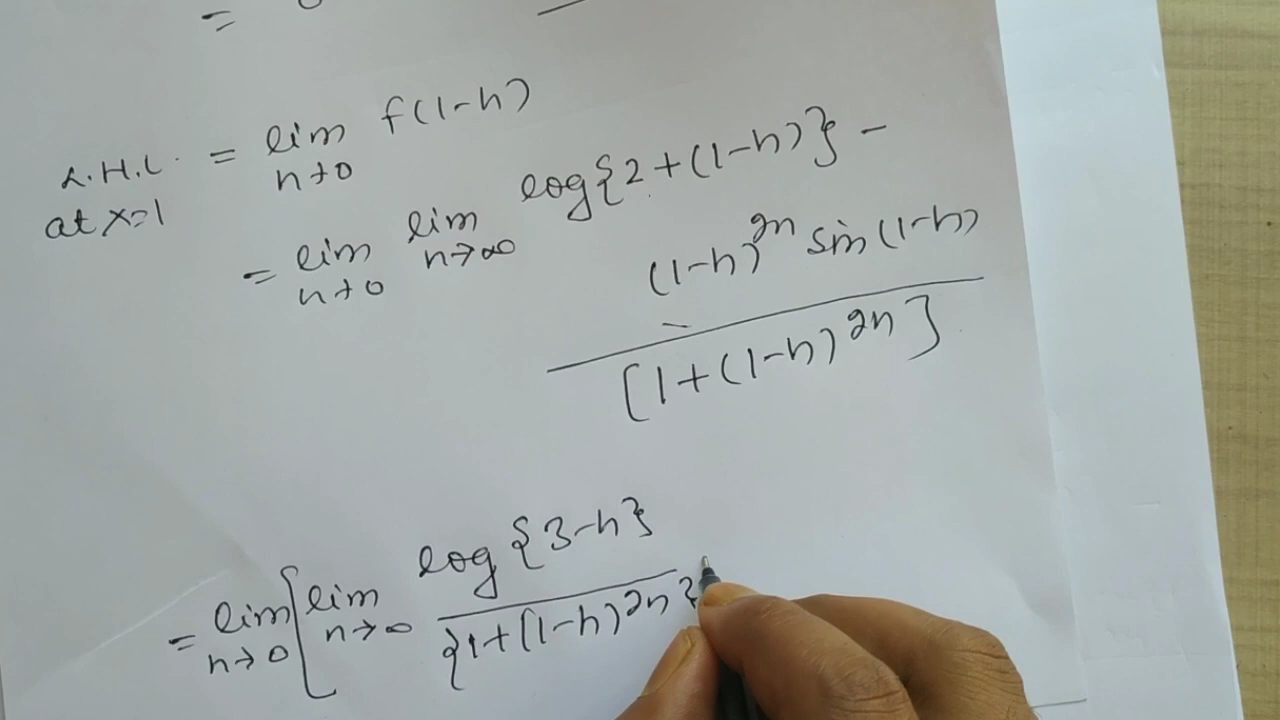 =
L.H.L. = lim f(1-h)
at x=1 h→0
= lim lim log{2+(1-h)} -
h→0 n→∞
(1-h)^2n sin(1-h)
[1+(1-h)^2n}
= lim [lim log{3-h}
h→0 n→∞ {1+(1-h)^2n}